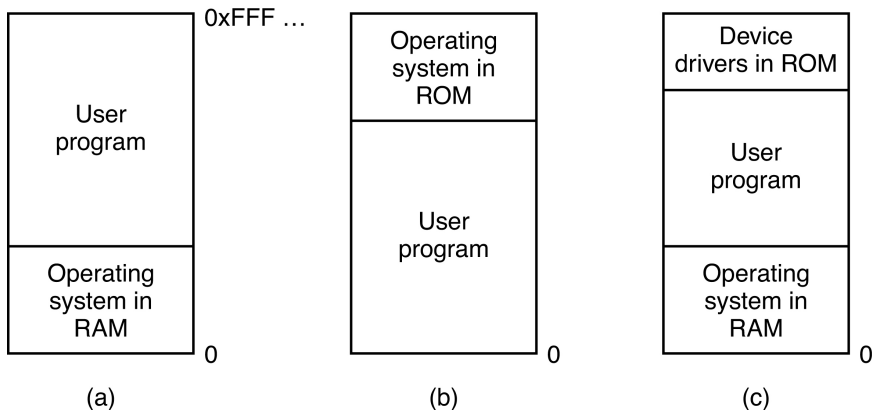 0xFFF …
User
program
Operating
system in
RAM
0
(a)
Operating
system in
ROM
User
program
0
(b)
Device
drivers in ROM
User
program
Operating
system in
RAM
0
(c)